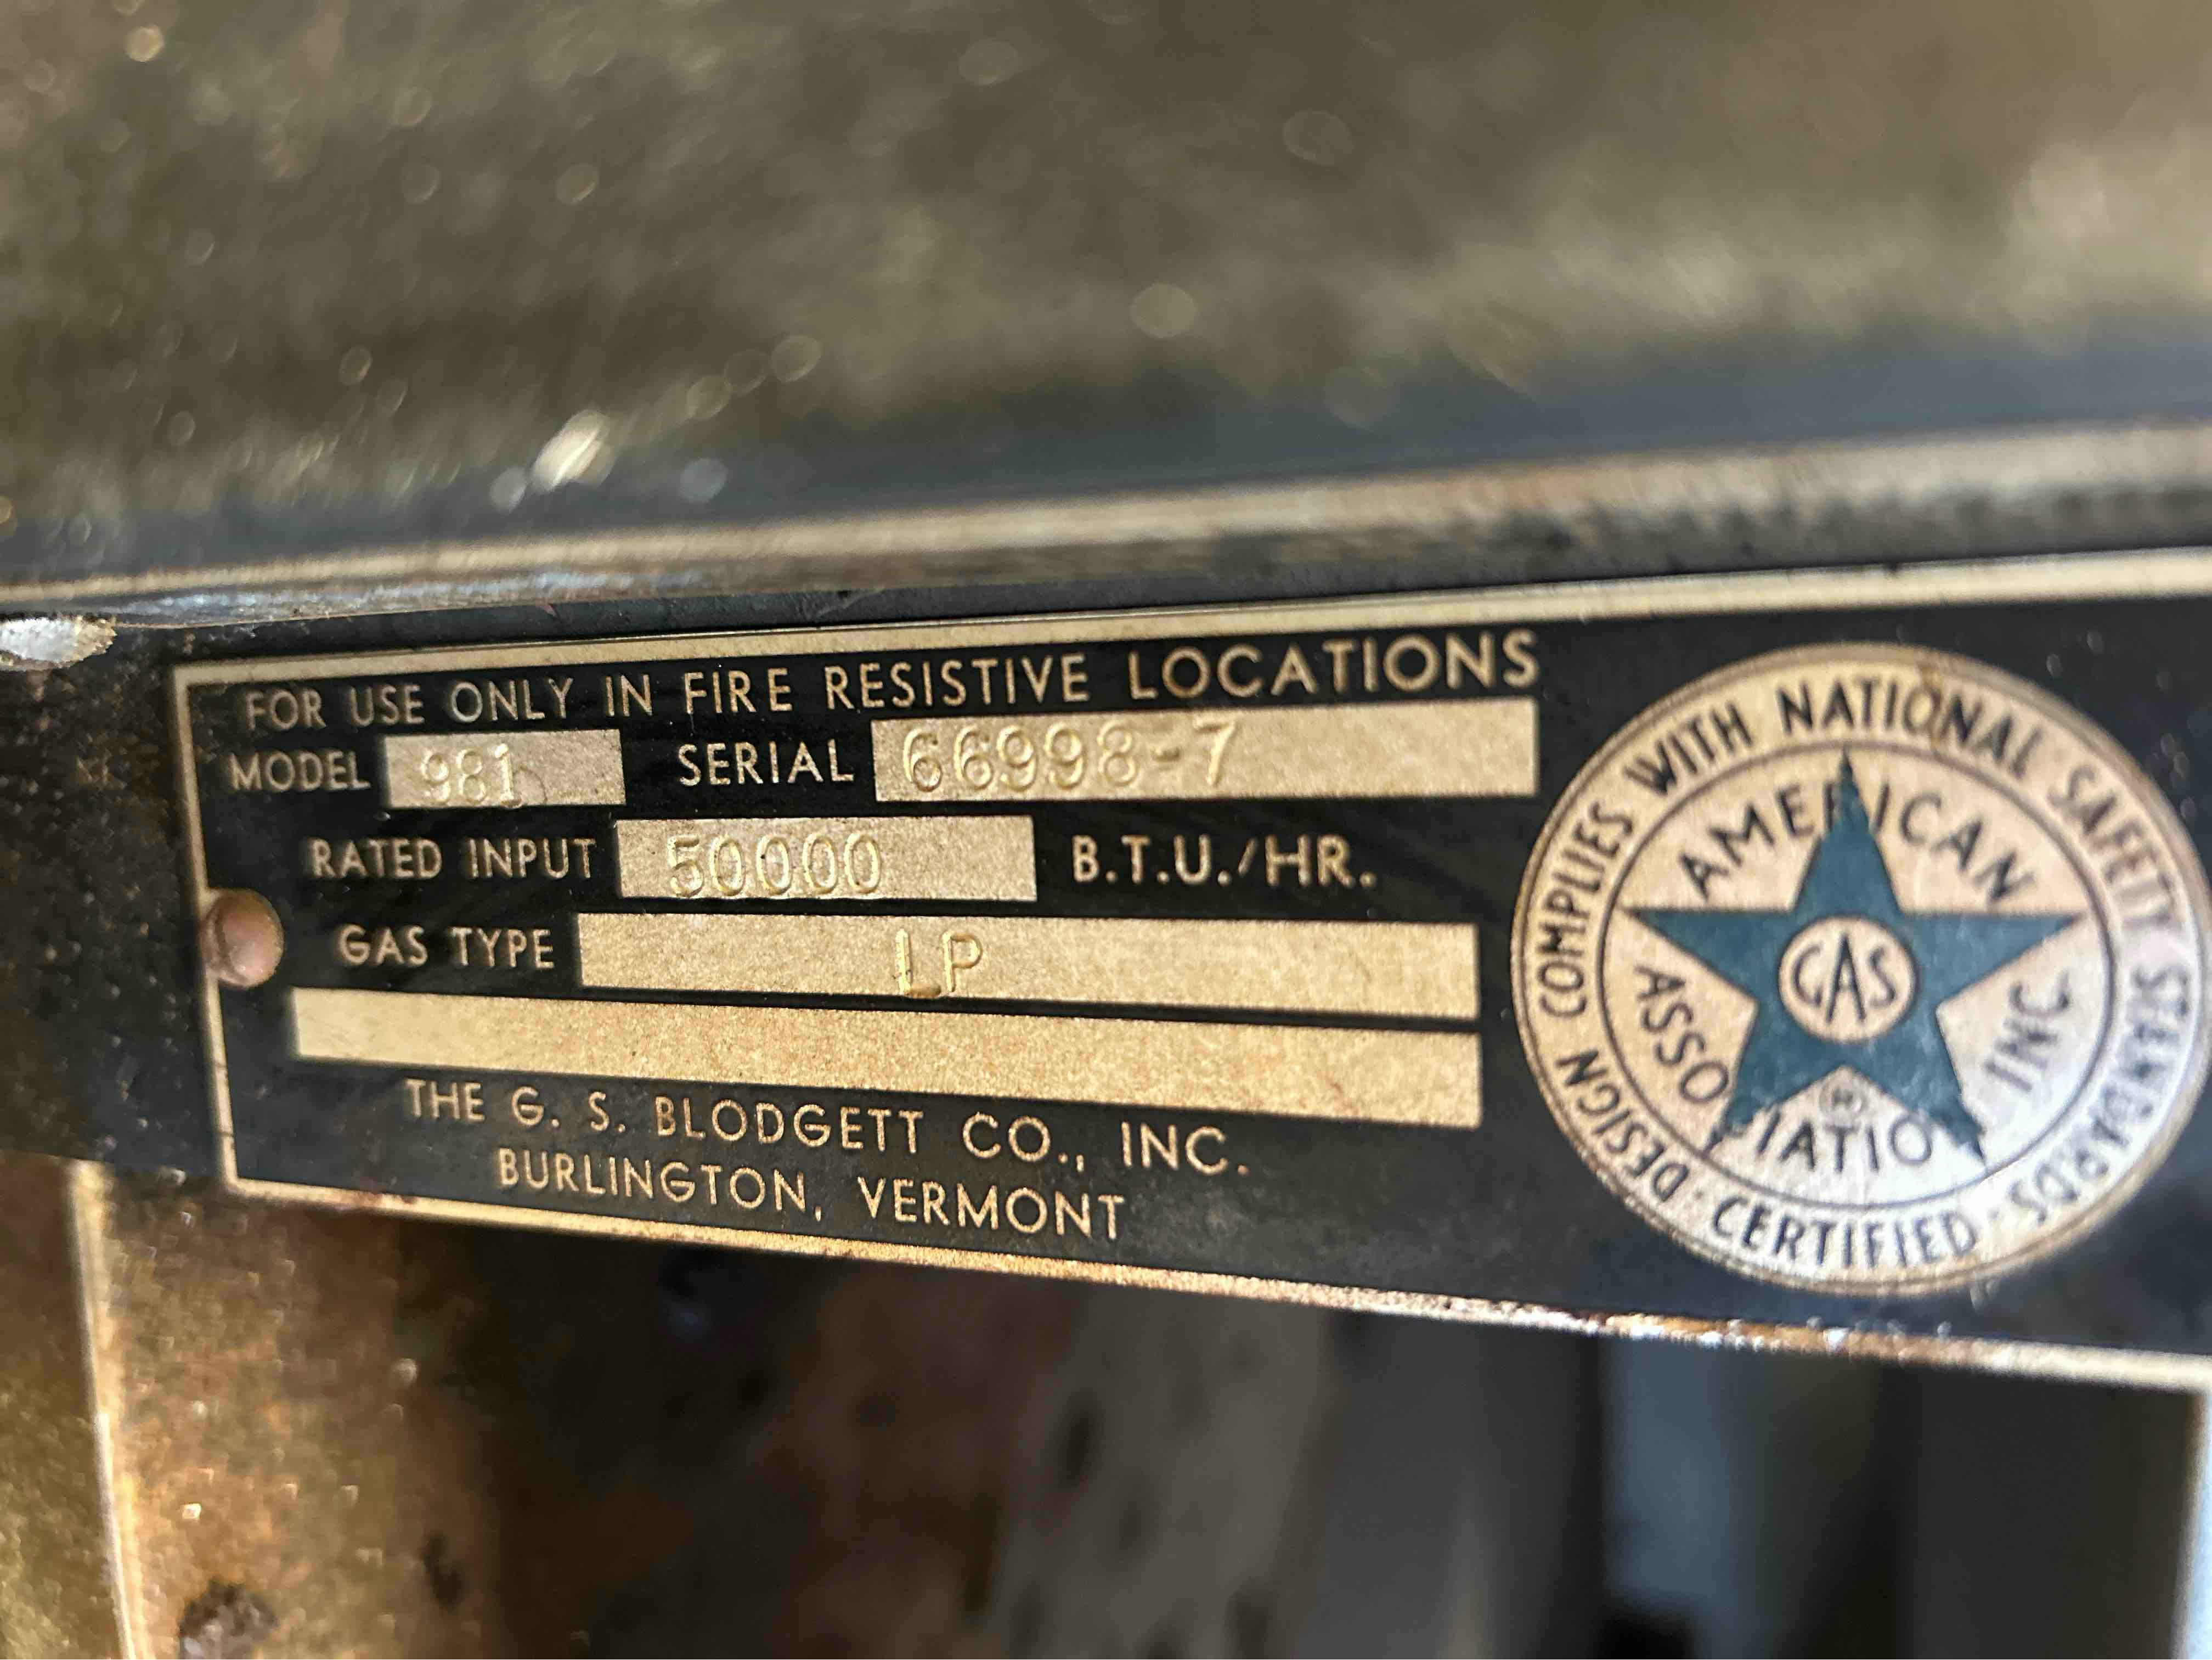 FOR USE ONLY IN FIRE RESISTIVE LOCATIONS
MODEL 981 SERIAL 66998-7
RATED INPUT 50000 B.T.U./HR.
GAS TYPE LP
THE G. S. BLODGETT CO., INC.
BURLINGTON, VERMONT
DESIGN COMPLIES WITH NATIONAL SAFETY STANDARDS · CERTIFIED ·
AMERICAN
GAS
ASSOCIATION INC
®